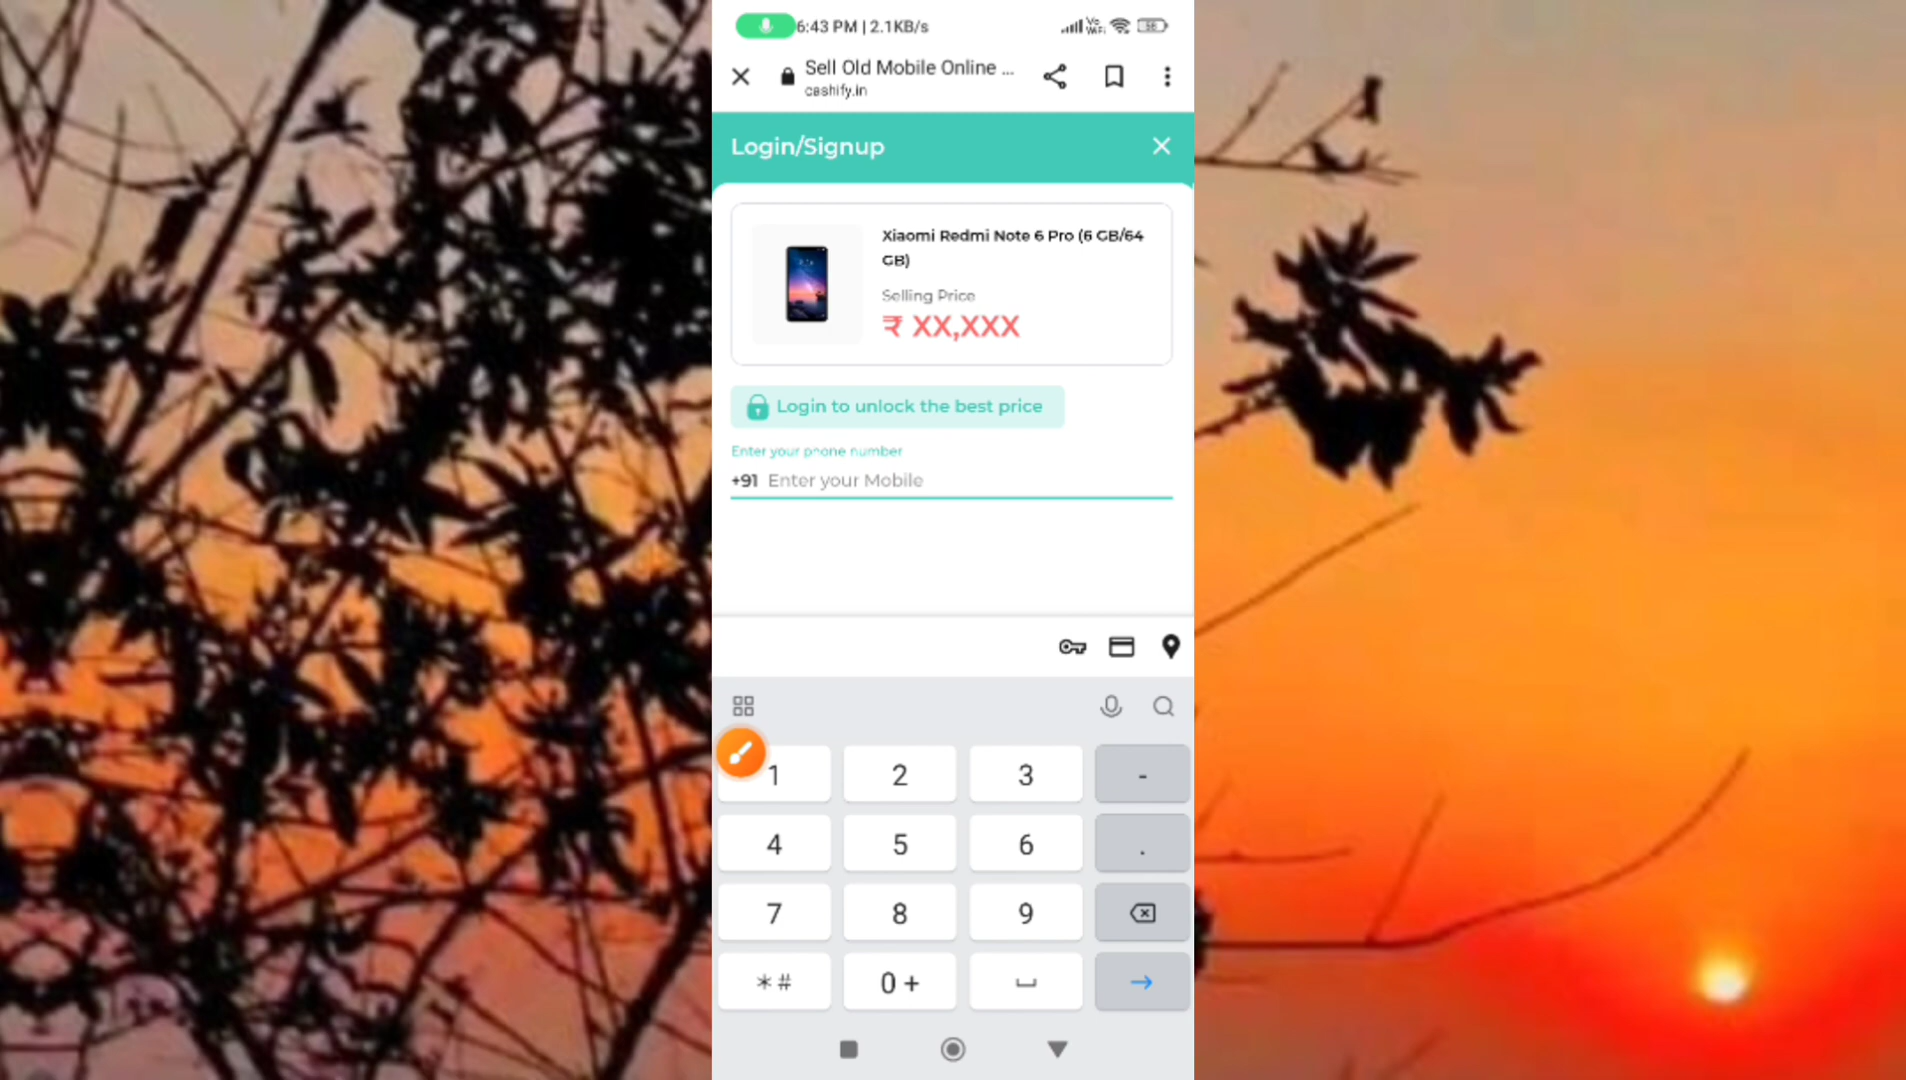 6:43 PM | 2.1KB/s
Vo
WiFi
Sell Old Mobile Online ...
cashify.in
Login/Signup
Xiaomi Redmi Note 6 Pro (6 GB/64
GB)
Selling Price
₹ XX,XXX
Login to unlock the best price
Enter your phone number
+91 Enter your Mobile
1 2 3 -
4 5 6 .
7 8 9
*# 0 +